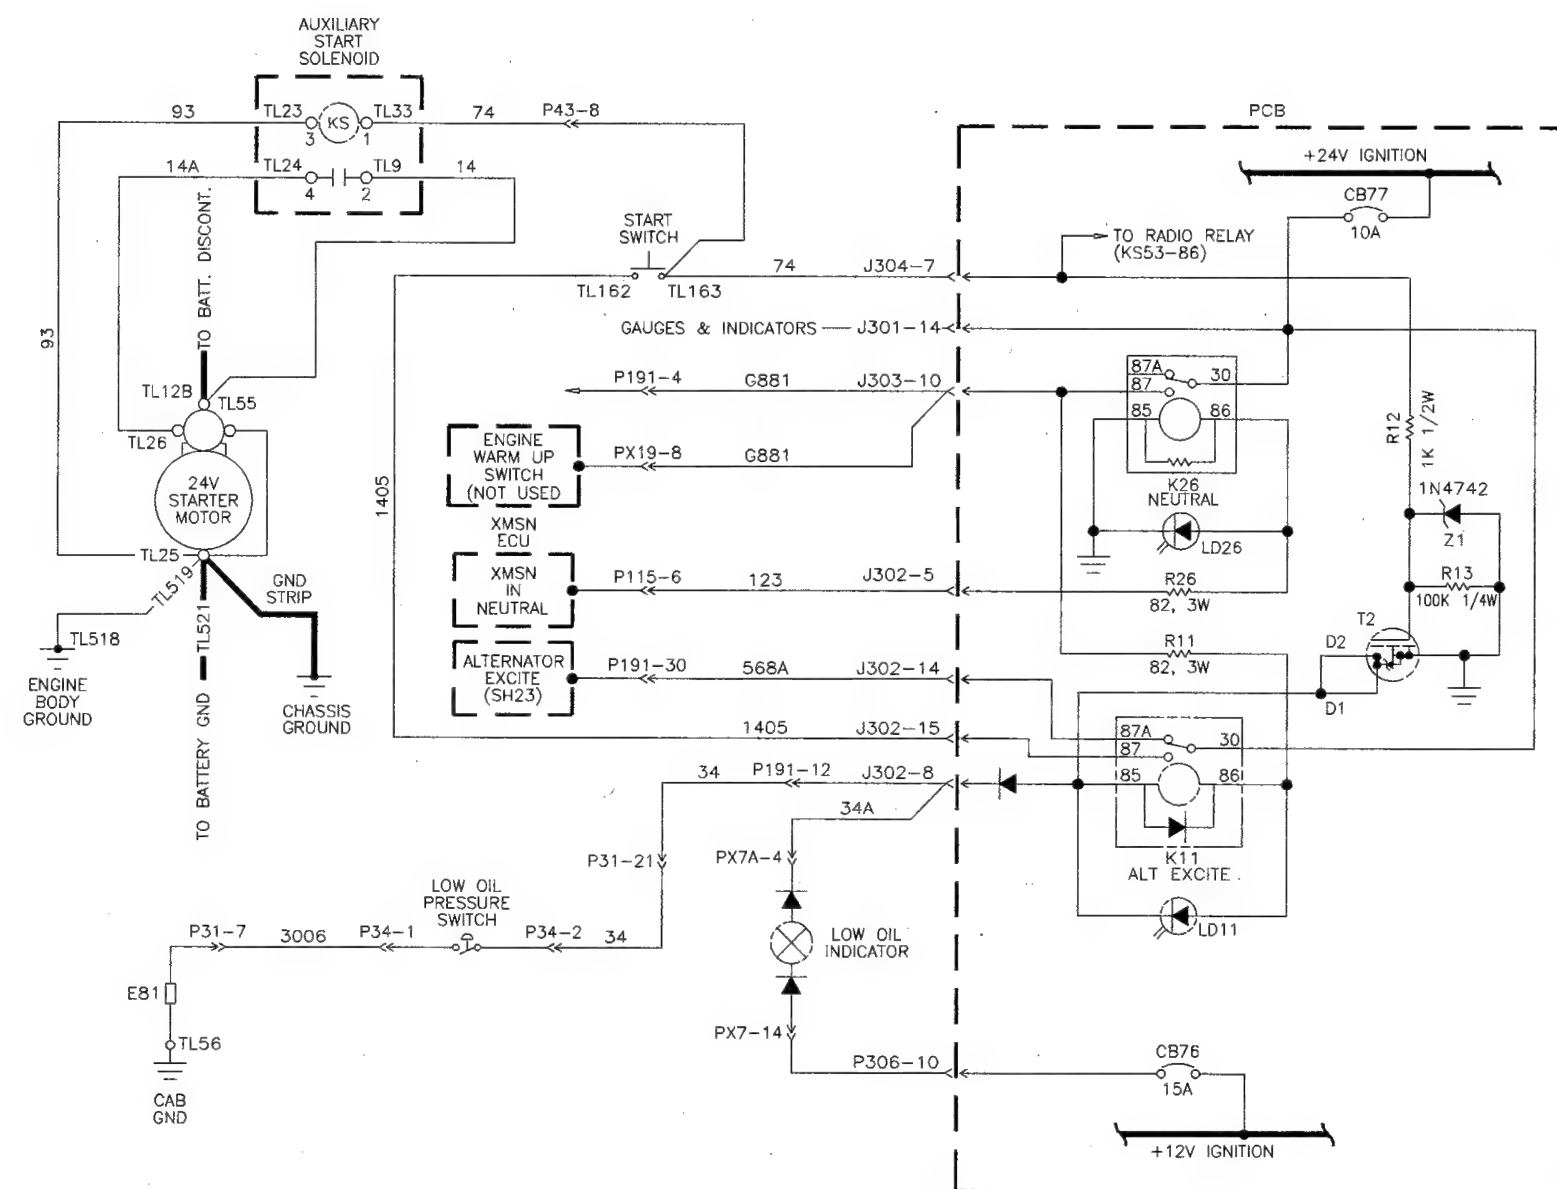 AUXILIARY
START
SOLENOID
93
TL23
KS
TL33
3
1
74
P43-8
14A
TL24
TL9
4
2
14
TO BATT. DISCONT.
93
TL12B
TL55
TL26
24V
STARTER
MOTOR
TL25
TL519
GND
STRIP
TL518
TL521
ENGINE
BODY
GROUND
CHASSIS
GROUND
TO BATTERY GND
START
SWITCH
TL162
TL163
74
J304-7
GAUGES & INDICATORS
J301-14
P191-4
G881
J303-10
ENGINE
WARM UP
SWITCH
(NOT USED
PX19-8
G881
1405
XMSN
ECU
XMSN
IN
NEUTRAL
P115-6
123
J302-5
ALTERNATOR
EXCITE
(SH23)
P191-30
568A
J302-14
1405
J302-15
34
P191-12
J302-8
34A
P31-21
PX7A-4
LOW OIL
PRESSURE
SWITCH
P31-7
3006
P34-1
P34-2
34
LOW OIL
INDICATOR
E81
TL56
CAB
GND
PX7-14
P306-10
PCB
+24V IGNITION
CB77
10A
TO RADIO RELAY
(KS53-86)
87A
30
87
85
86
K26
NEUTRAL
LD26
R12
1K 1/2W
1N4742
Z1
R13
100K 1/4W
R26
82, 3W
R11
82, 3W
T2
D2
D1
87A
30
87
85
86
K11
ALT EXCITE
LD11
CB76
15A
+12V IGNITION